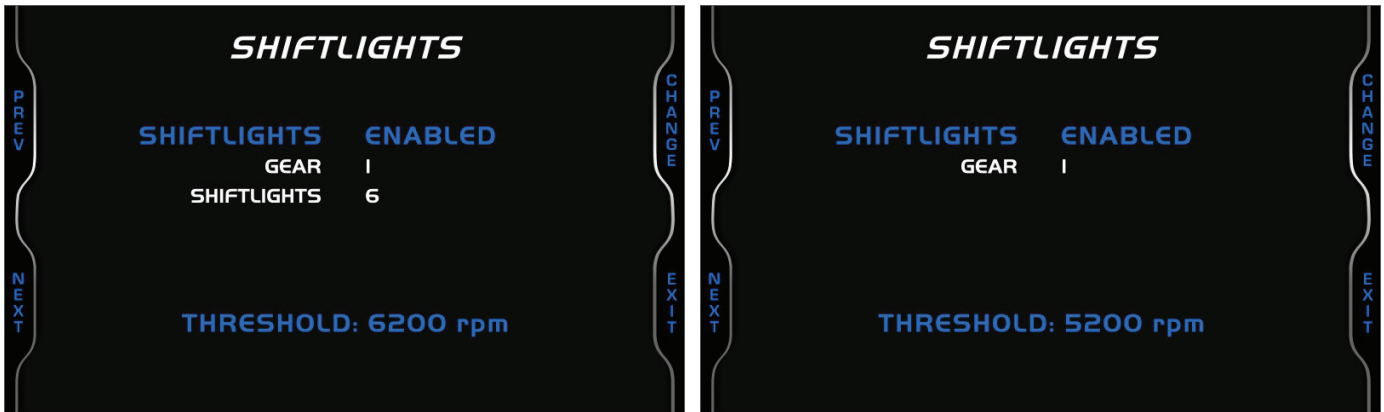 SHIFTLIGHTS
PREV
CHANGE
SHIFTLIGHTS ENABLED
GEAR 1
SHIFTLIGHTS 6
NEXT
EXIT
THRESHOLD: 6200 rpm
SHIFTLIGHTS
PREV
CHANGE
SHIFTLIGHTS ENABLED
GEAR 1
NEXT
EXIT
THRESHOLD: 5200 rpm